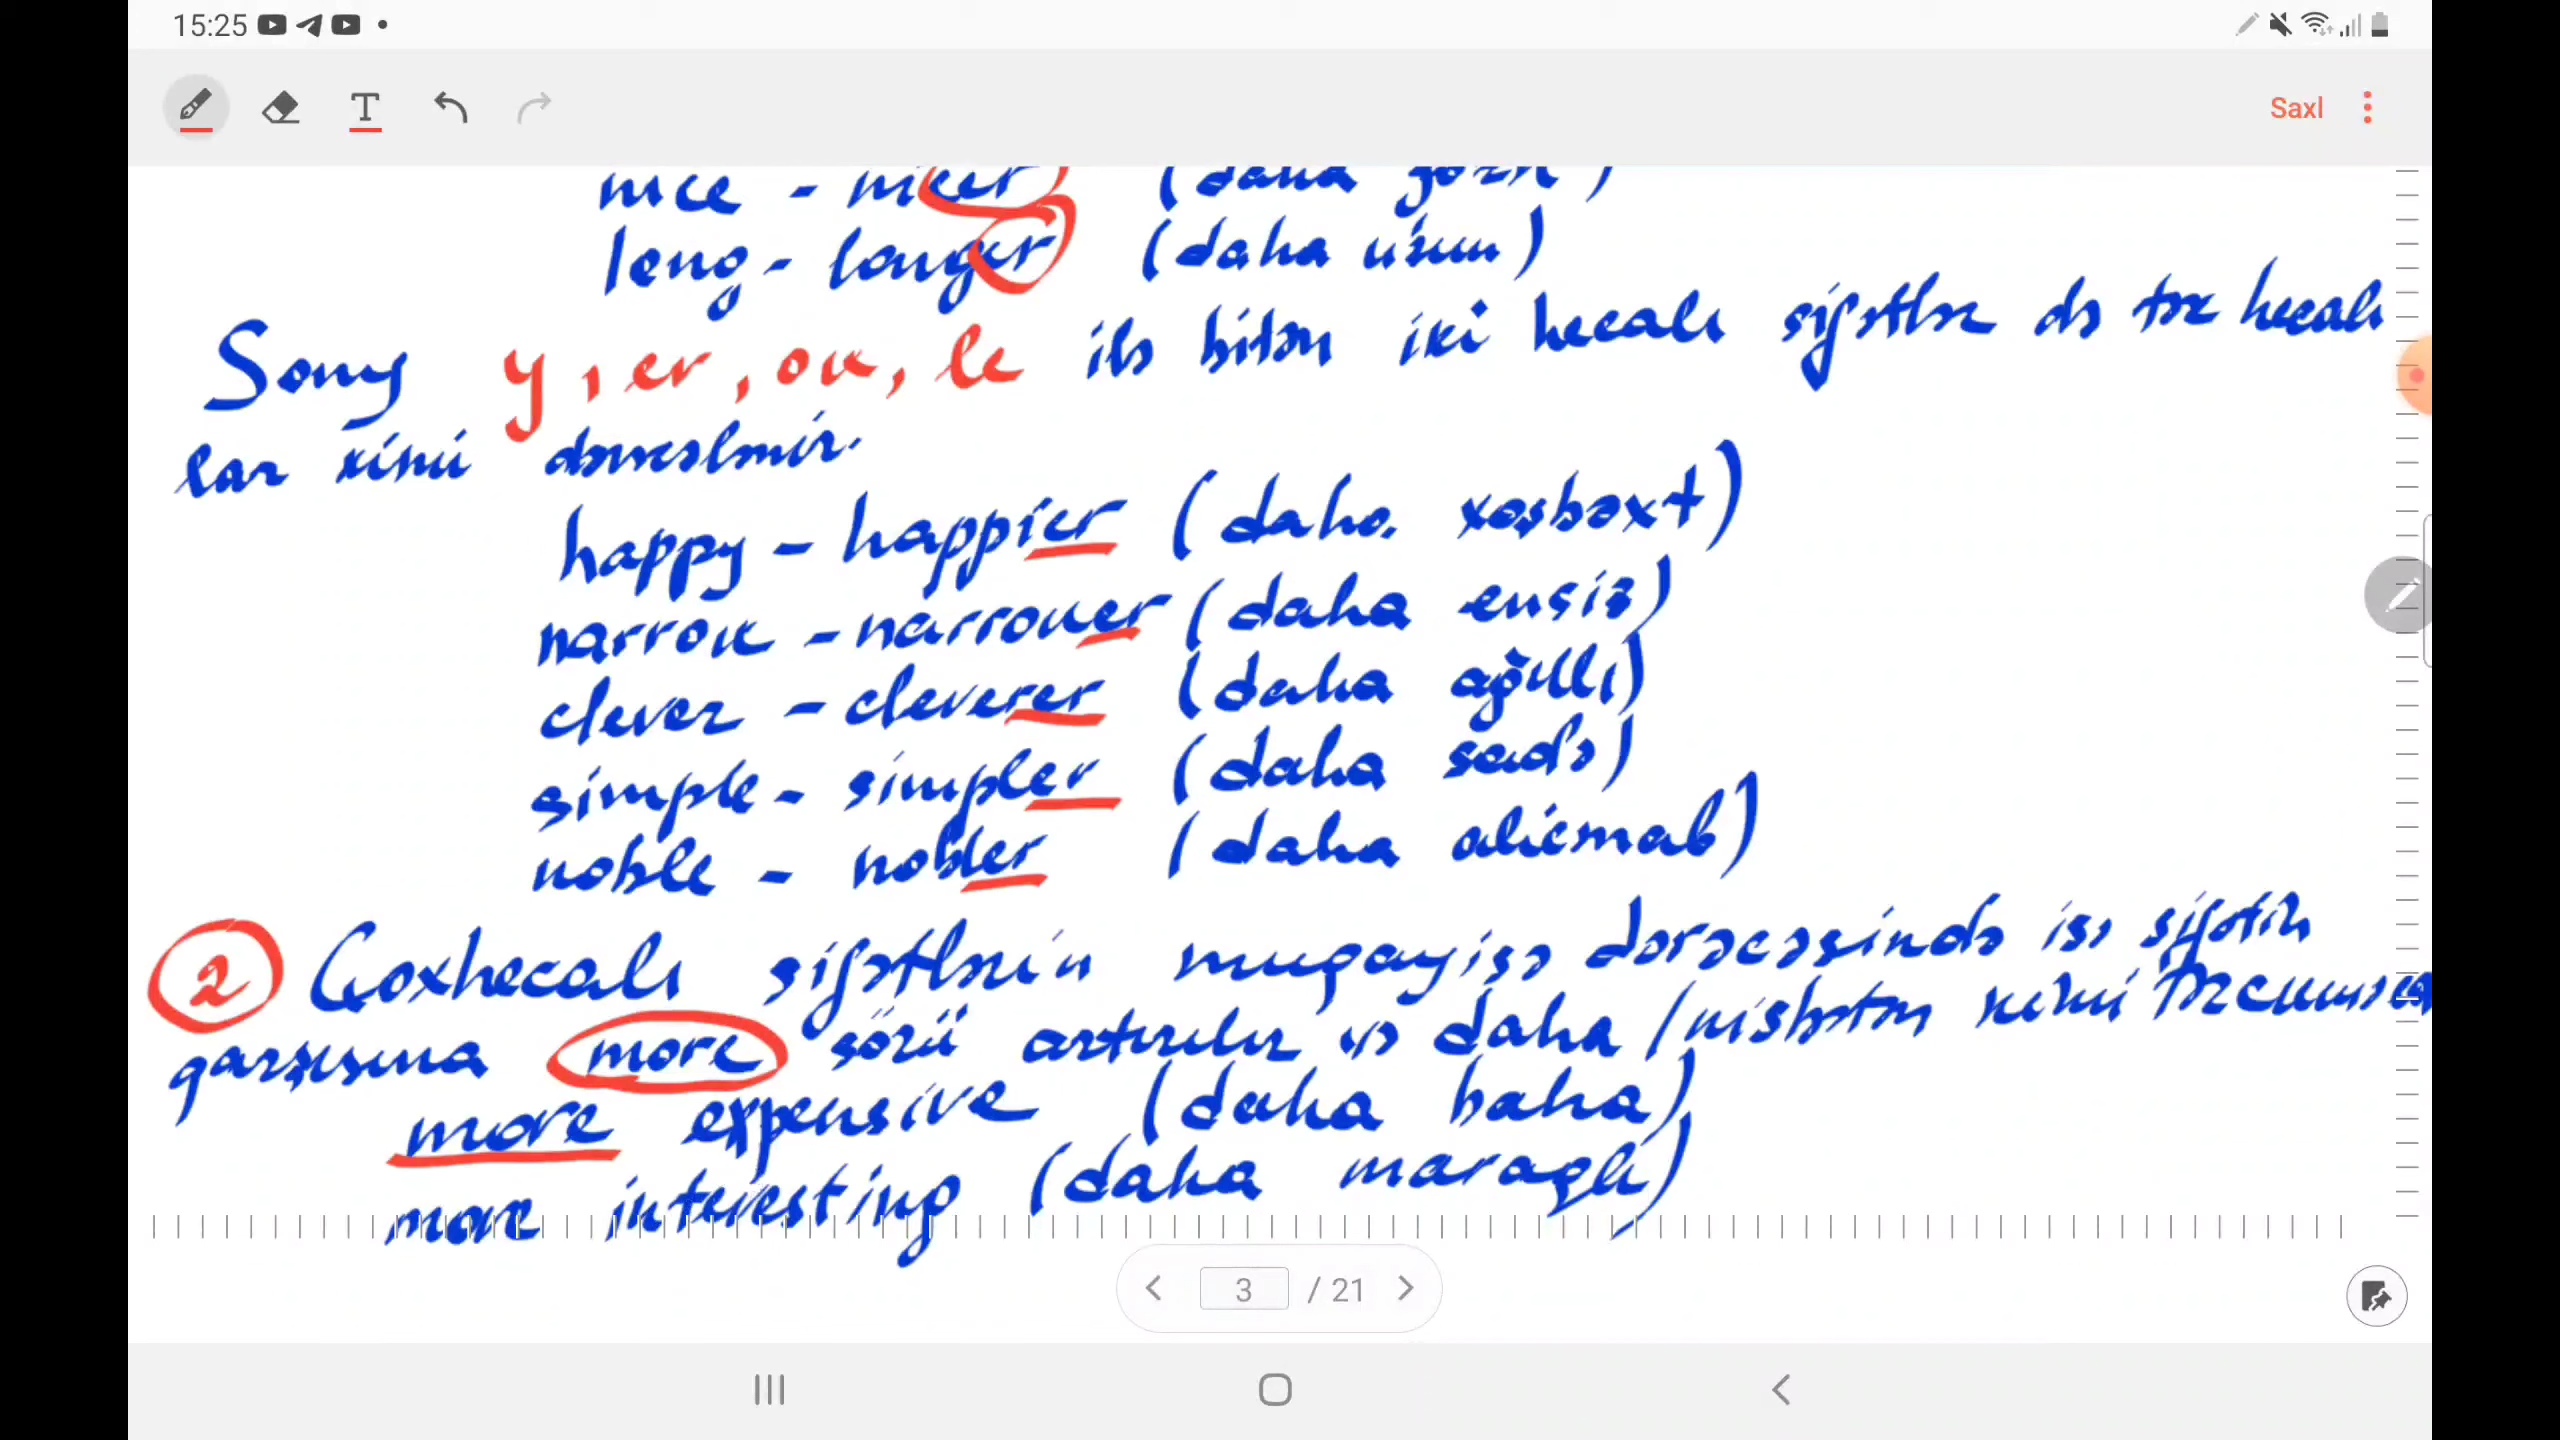 15:25
Saxl
nice - nicer (daha gözəl)
leng - longer (daha uzun)
Sonu y, er, ow, le ilə bitən iki hecalı sifətlər də tək hecalı
lar kimi düzəlmir.
happy - happier (daha xoşbəxt)
narrow - narrower (daha ensiz)
clever - cleverer (daha ağıllı)
simple - simpler (daha sadə)
noble - nobler (daha alicənab)
2 Çoxhecalı sifətlərin muqayisə dərəcəsində isə sifətin
qarşısına more sözü artırılır və daha / nisbətən kimi tərcümə
more expensive (daha baha)
more interesting (daha maraqlı)
3 / 21